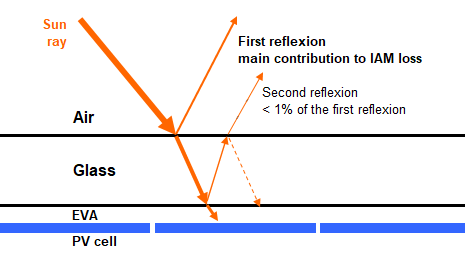 Sun
ray
First reflexion
main contribution to IAM loss
Second reflexion
< 1% of the first reflexion
Air
Glass
EVA
PV cell